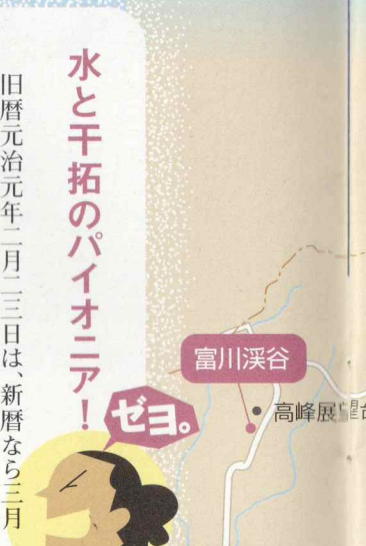 水と干拓のパイオニア！
ゼヨ。
旧暦元治元年二月二三日は、新暦なら三月
富川渓谷
高峰展望台